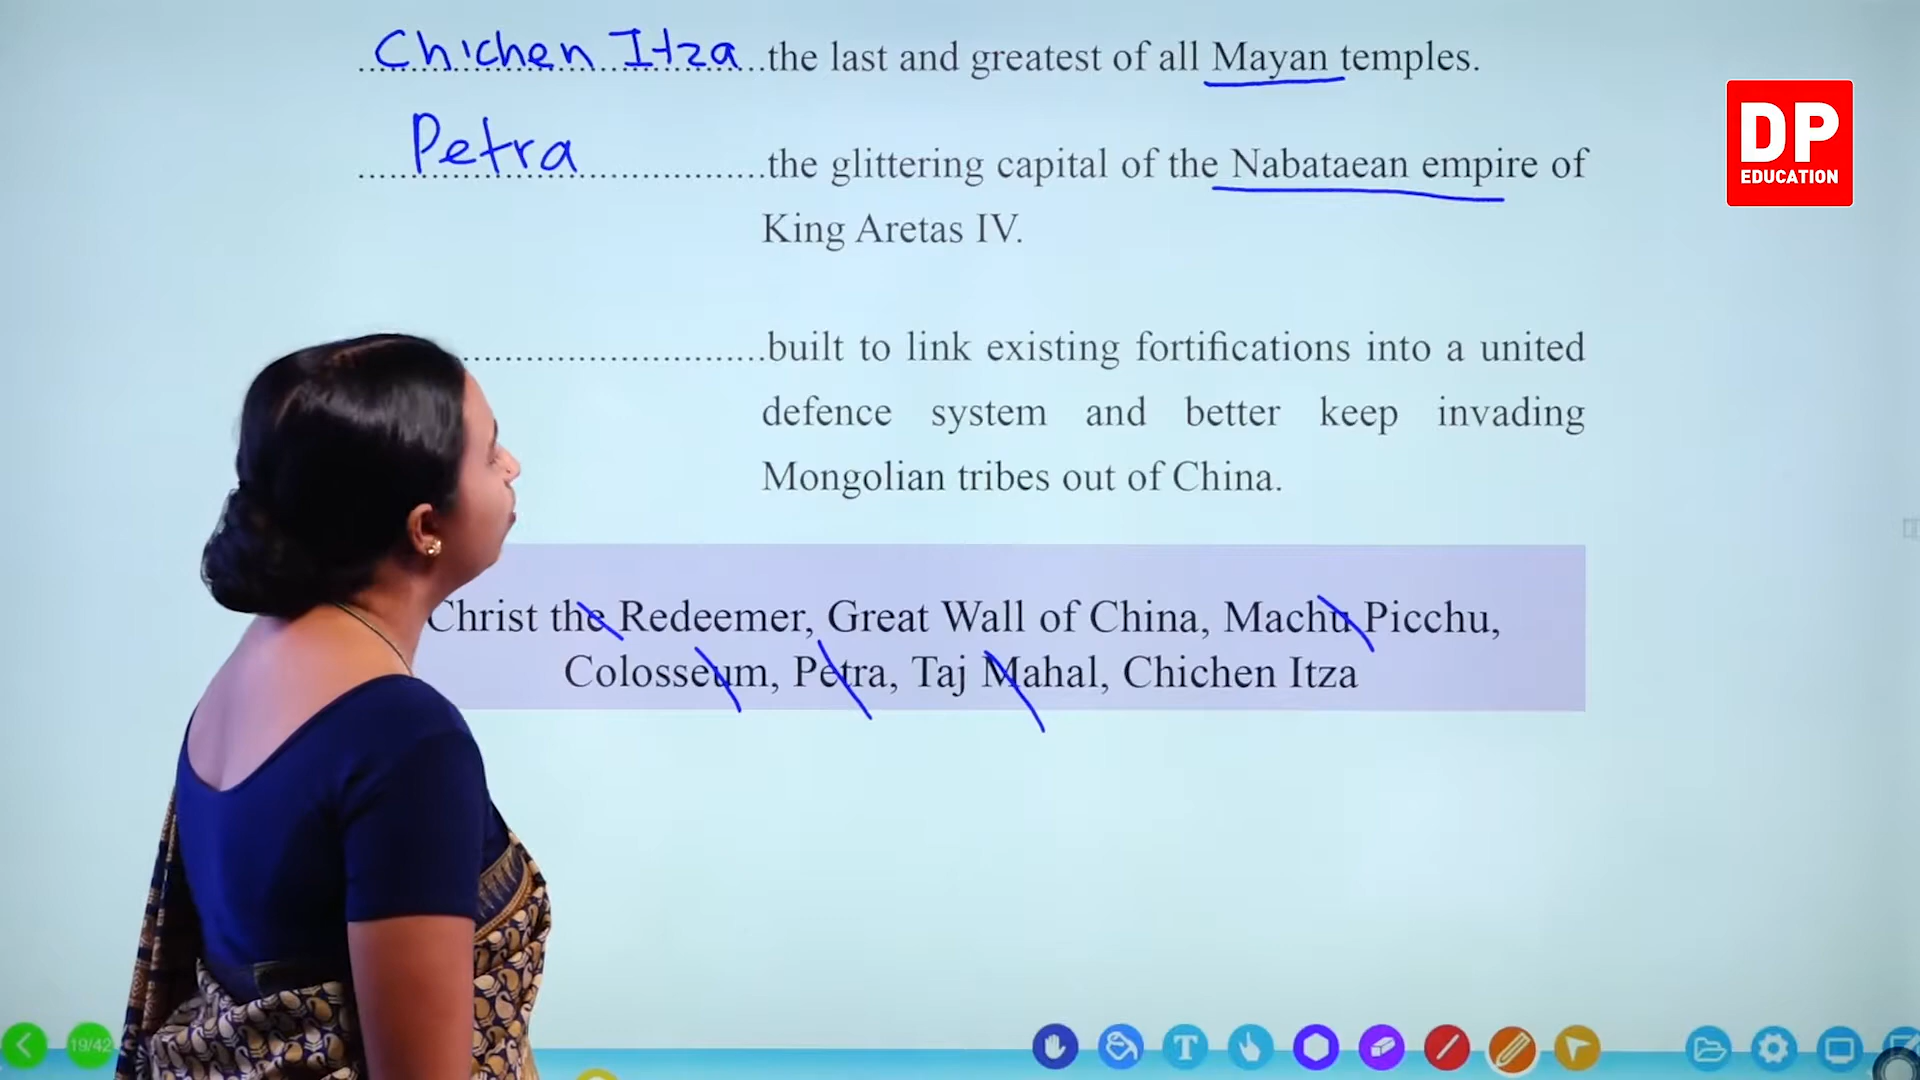 Chichen Itza the last and greatest of all Mayan temples.
DP
EDUCATION
Petra the glittering capital of the Nabataean empire of
King Aretas IV.
built to link existing fortifications into a united
defence system and better keep invading
Mongolian tribes out of China.
Christ the Redeemer, Great Wall of China, Machu Picchu,
Colosseum, Petra, Taj Mahal, Chichen Itza
19/42